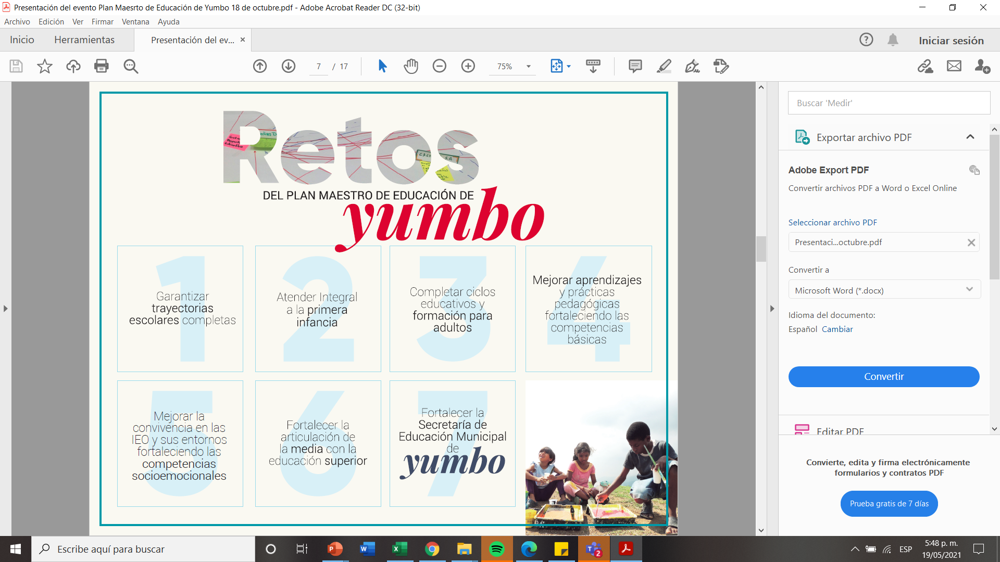 Presentación del evento Plan Maesrto de Educación de Yumbo 18 de octubre.pdf - Adobe Acrobat Reader DC (32-bit)
Archivo Edición Ver Firmar Ventana Ayuda
Inicio Herramientas Presentación del ev... Iniciar sesión
7 / 17 75%
Retos
DEL PLAN MAESTRO DE EDUCACIÓN DE
yumbo
1
Garantizar
trayectorias
escolares completas
2
Atender Integral
a la primera
infancia
3
Completar ciclos
educativos y
formación para
adultos
4
Mejorar aprendizajes
y prácticas
pedagógicas
fortaleciendo las
competencias
básicas
5
Mejorar la
convivencia en las
IEO y sus entornos
fortaleciendo las
competencias
socioemocionales
6
Fortalecer la
articulación de
la media con la
educación superior
7
Fortalecer la
Secretaría de
Educación Municipal
de
yumbo
Buscar 'Medir'
Exportar archivo PDF
Adobe Export PDF
Convertir archivos PDF a Word o Excel Online
Seleccionar archivo PDF
Presentaci...octubre.pdf
Convertir a
Microsoft Word (*.docx)
Idioma del documento:
Español Cambiar
Convertir
Editar PDF
Convierte, edita y firma electrónicamente
formularios y contratos PDF
Prueba gratis de 7 días
Escribe aquí para buscar
2
ESP
5:48 p. m.
19/05/2021